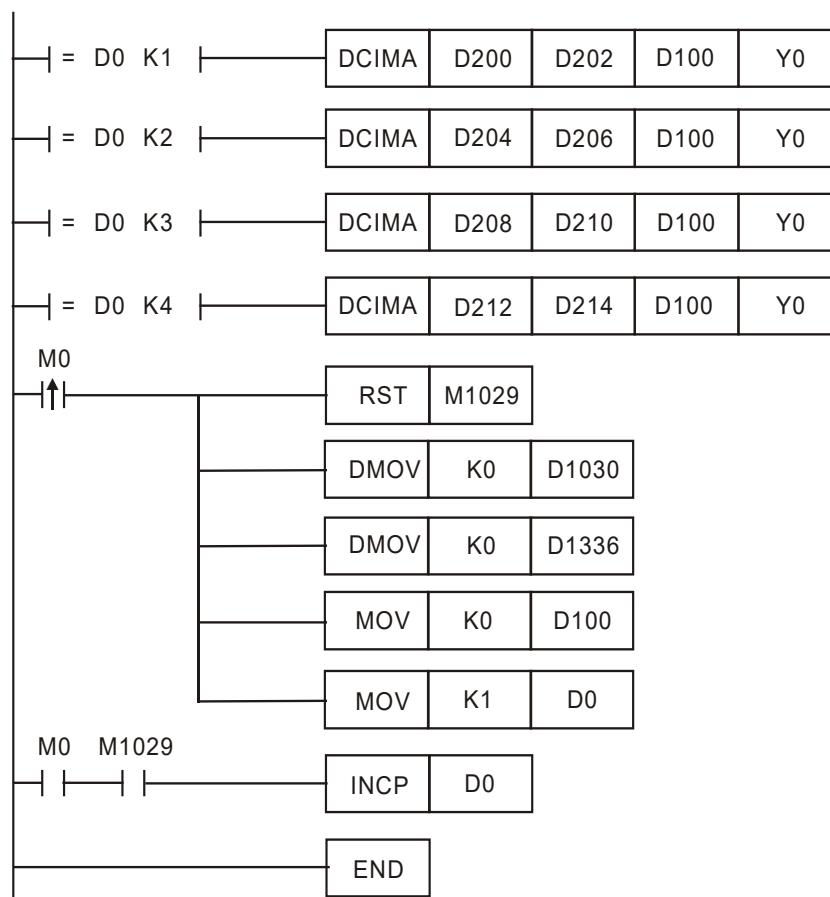 = D0 K1 DCIMA D200 D202 D100 Y0
= D0 K2 DCIMA D204 D206 D100 Y0
= D0 K3 DCIMA D208 D210 D100 Y0
= D0 K4 DCIMA D212 D214 D100 Y0
M0
RST M1029
DMOV K0 D1030
DMOV K0 D1336
MOV K0 D100
MOV K1 D0
M0 M1029
INCP D0
END